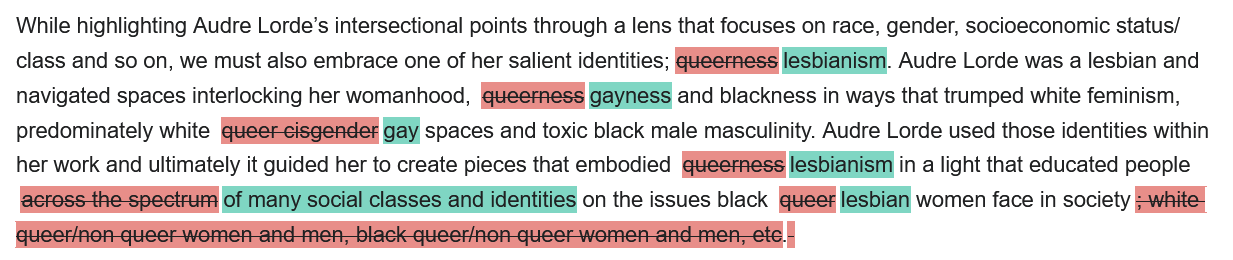 While highlighting Audre Lorde’s intersectional points through a lens that focuses on race, gender, socioeconomic status/
class and so on, we must also embrace one of her salient identities; queerness lesbianism. Audre Lorde was a lesbian and
navigated spaces interlocking her womanhood, queerness gayness and blackness in ways that trumped white feminism,
predominately white queer cisgender gay spaces and toxic black male masculinity. Audre Lorde used those identities within
her work and ultimately it guided her to create pieces that embodied queerness lesbianism in a light that educated people
across the spectrum of many social classes and identities on the issues black queer lesbian women face in society ; white
queer/non queer women and men, black queer/non queer women and men, etc.-